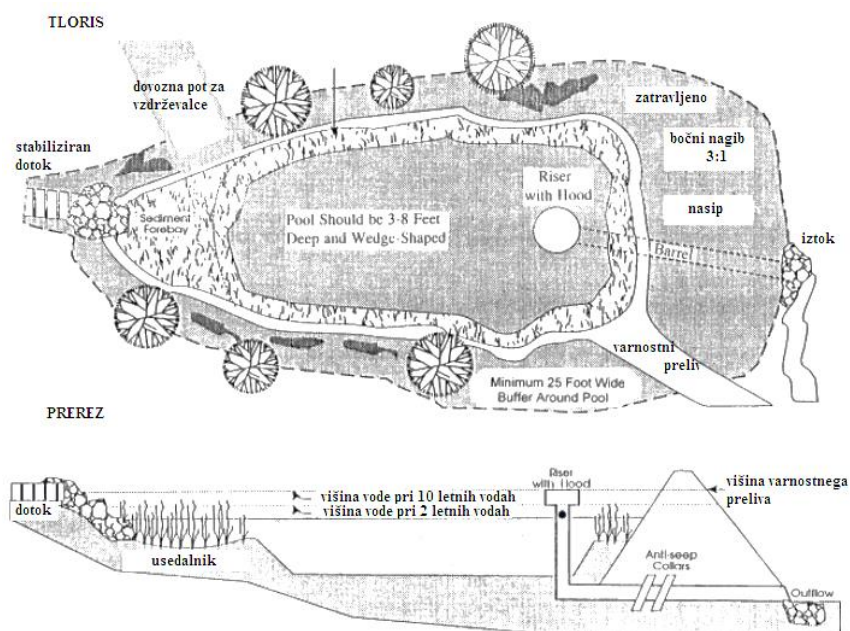 TLORIS
dovozna pot za
vzdrževalce
zatravljeno
stabiliziran
dotok
bočni nagib
3:1
Riser
with Hood
Sediment
Forebay
Pool Should be 3-8 Feet
Deep and Wedge-Shaped
nasip
iztok
Barrel
varnostni
preliv
Minimum 25 Foot Wide
Buffer Around Pool
PREREZ
Riser
with Hood
višina varnostnega
preliva
višina vode pri 10 letnih vodah
višina vode pri 2 letnih vodah
dotok
usedalnik
Anti-seep
Collars
Outflow